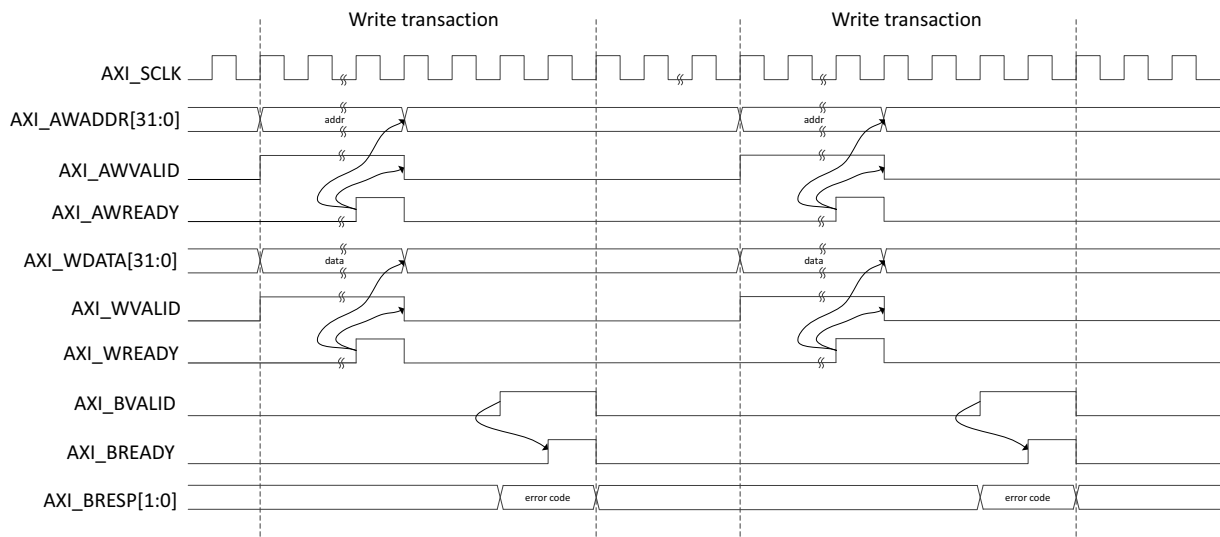 Write transaction Write transaction
AXI_SCLK
AXI_AWADDR[31:0] addr addr
AXI_AWVALID
AXI_AWREADY
AXI_WDATA[31:0] data data
AXI_WVALID
AXI_WREADY
AXI_BVALID
AXI_BREADY
AXI_BRESP[1:0] error code error code